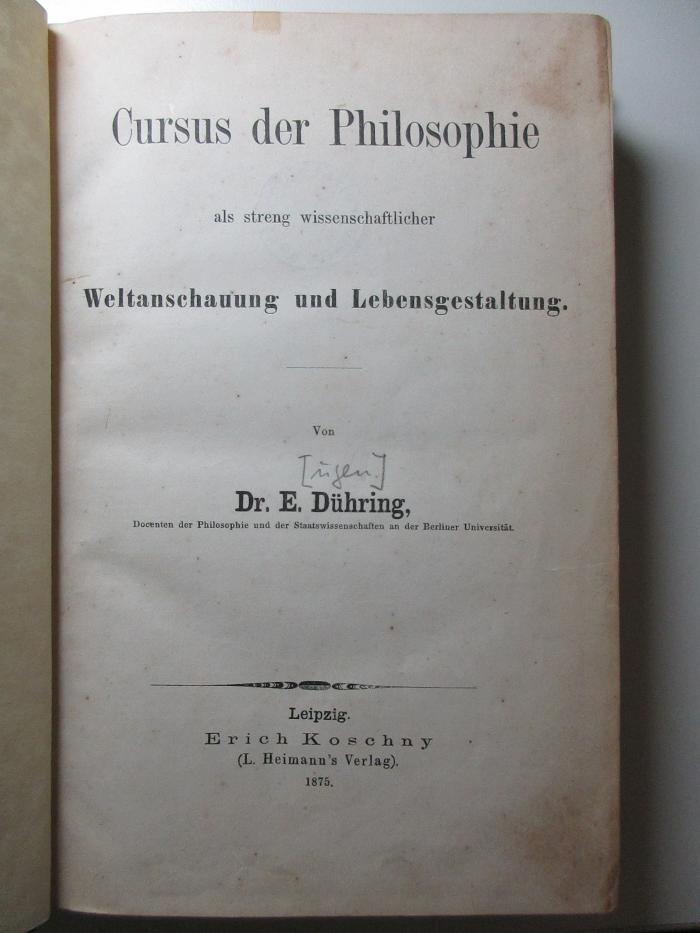 Cursus der Philosophie
als streng wissenschaftlicher
Weltanschauung und Lebensgestaltung.
Von
[ugen.]
Dr. E. Dühring,
Docenten der Philosophie und der Staatswissenschaften an der Berliner Universität.
Leipzig.
Erich Koschny
(L. Heimann's Verlag).
1875.